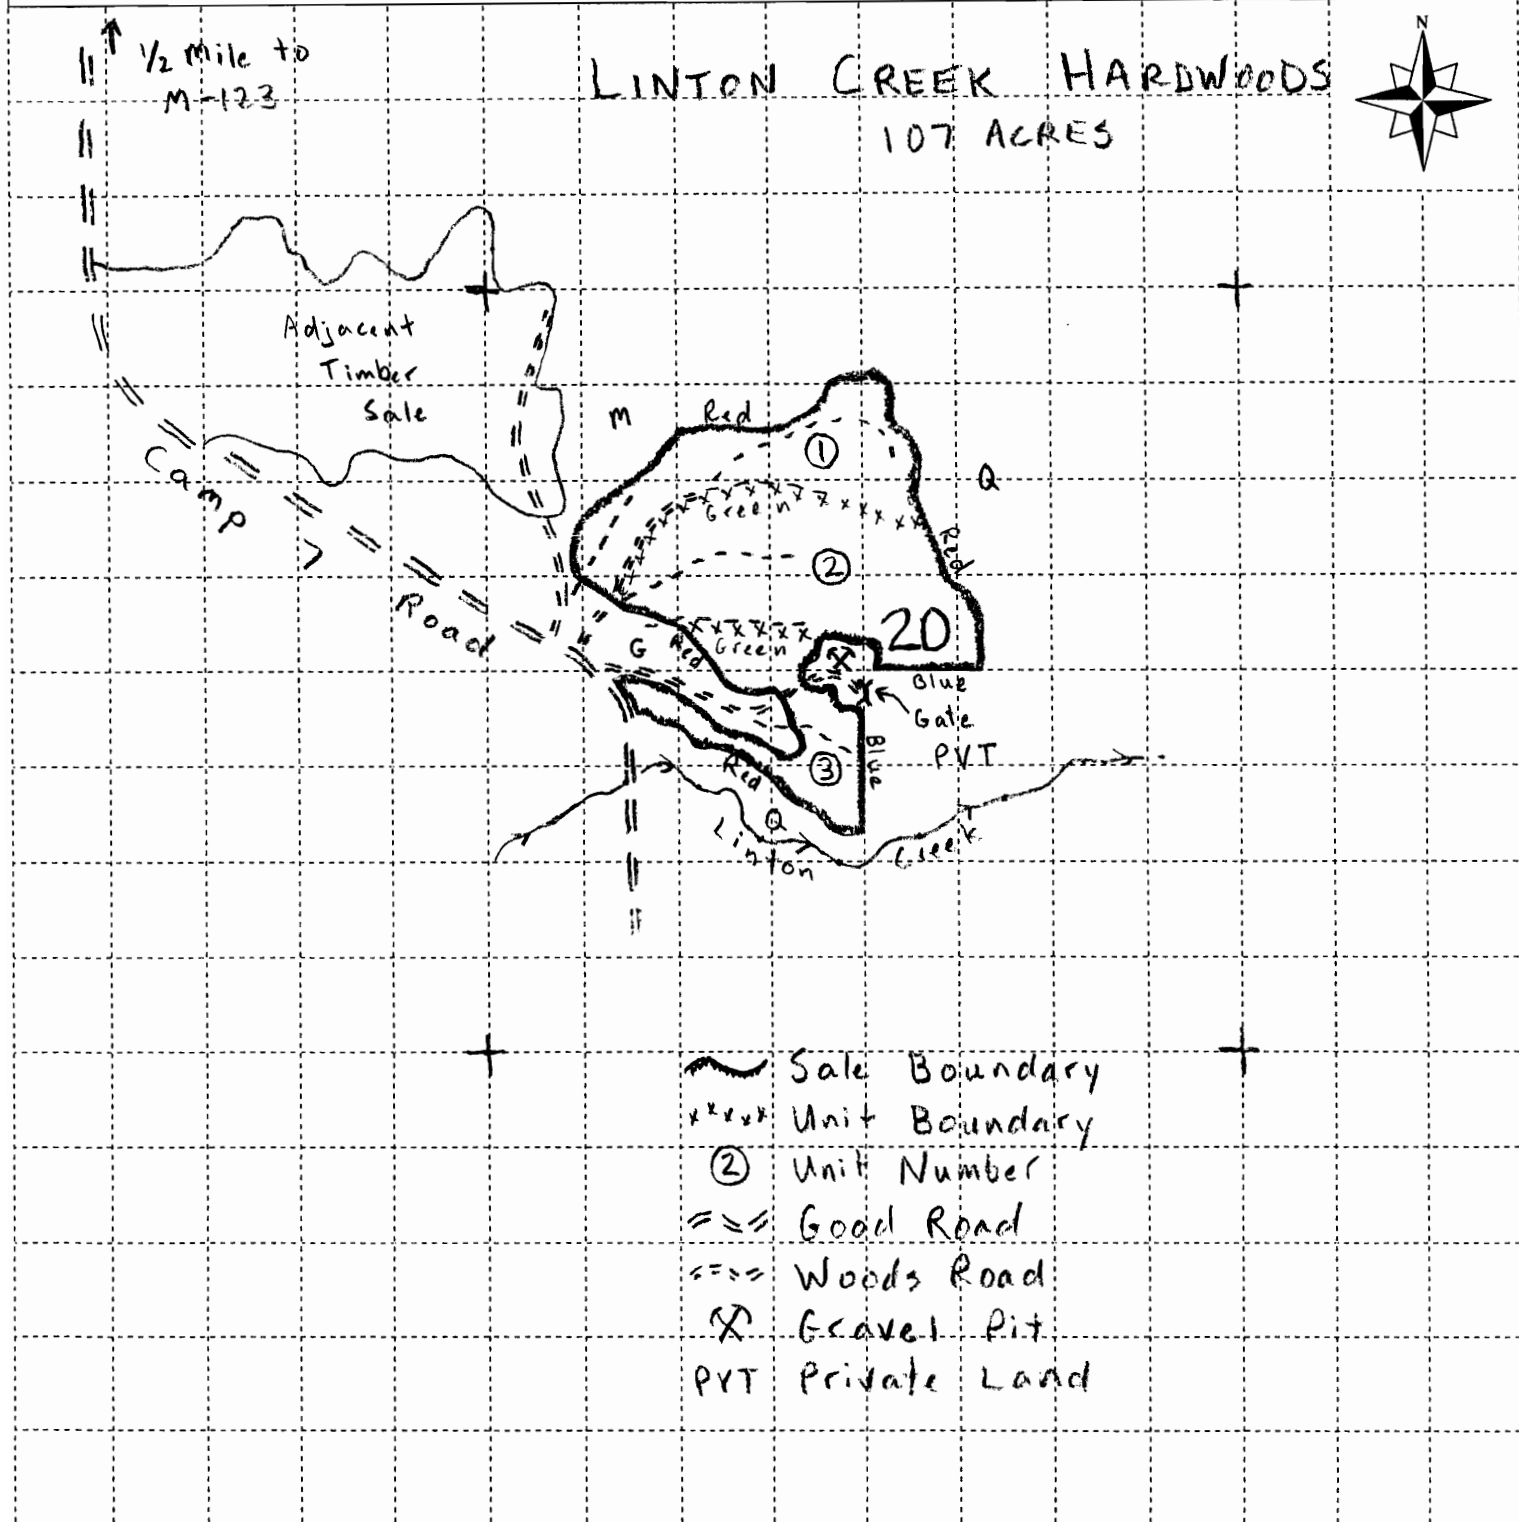 N
1/2 Mile to
M-123
LINTON CREEK HARDWOODS
107 ACRES
Adjacent
Timber
Sale
M
Red
1
Q
Green
Red
2
Camp 7
Road
20
G
Red
Green
Blue
Gate
PVT
Blue
3
Red
Q
Linton
Creek
Sale Boundary
xxxxx Unit Boundary
2 Unit Number
Good Road
Woods Road
Gravel Pit
PVT Private Land